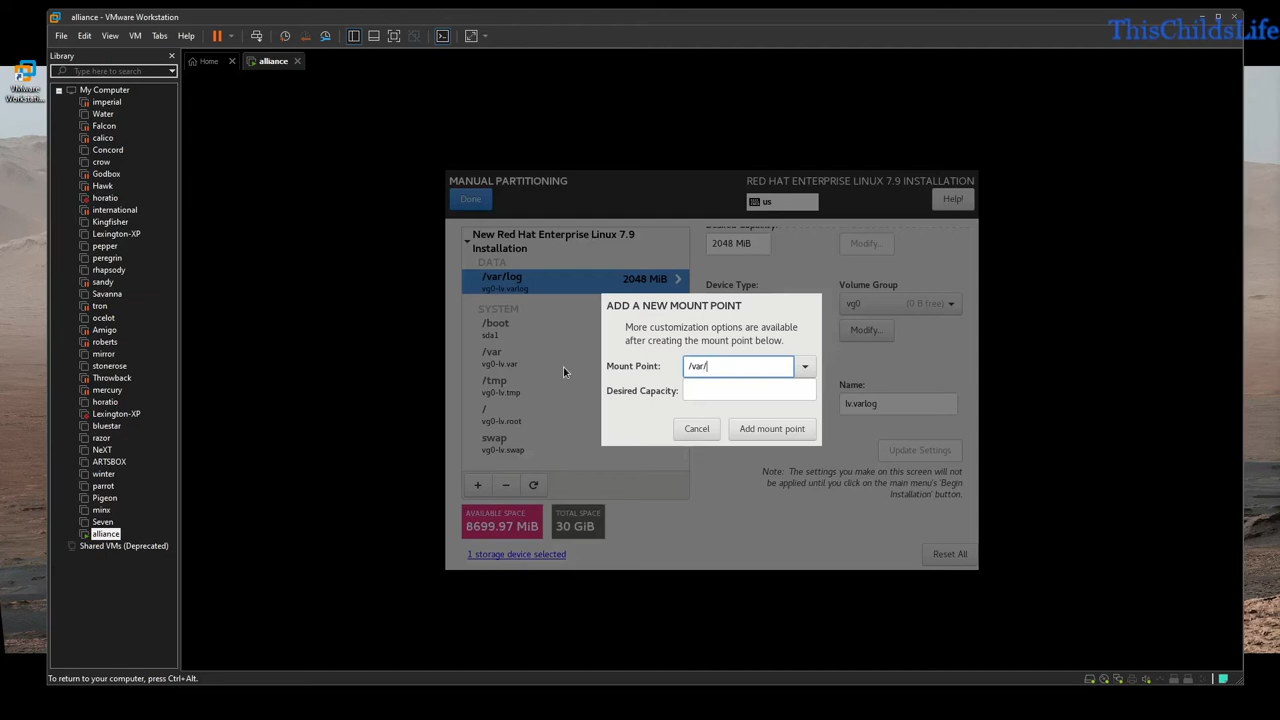 alliance - VMware Workstation
ThisChildsLife
File Edit View VM Tabs Help
Library
Type here to search
Home
alliance
VMware
Workstati...
My Computer
imperial
Water
Falcon
calico
Concord
crow
Godbox
Hawk
horatio
international
Kingfisher
Lexington-XP
pepper
peregrin
rhapsody
sandy
Savanna
tron
ocelot
Amigo
roberts
mirror
stonerose
Throwback
mercury
horatio
Lexington-XP
bluestar
razor
NeXT
ARTSBOX
winter
parrot
Pigeon
minx
Seven
alliance
Shared VMs (Deprecated)
MANUAL PARTITIONING
Done
RED HAT ENTERPRISE LINUX 7.9 INSTALLATION
us
Help!
New Red Hat Enterprise Linux 7.9
Installation
DATA
/var/log 2048 MiB
vg0-lv.varlog
SYSTEM
/boot
sda1
/var
vg0-lv.var
/tmp
vg0-lv.tmp
/
vg0-lv.root
swap
vg0-lv.swap
+ −
AVAILABLE SPACE
8699.97 MiB
TOTAL SPACE
30 GiB
1 storage device selected
Desired Capacity:
2048 MiB
Modify...
Device Type:
Volume Group
vg0 (0 B free)
Modify...
Name:
lv.varlog
Update Settings
Note: The settings you make on this screen will
not be applied until you click on the main menu's 'Begin
Installation' button.
Reset All
ADD A NEW MOUNT POINT
More customization options are available
after creating the mount point below.
Mount Point: /var/
Desired Capacity:
Cancel
Add mount point
To return to your computer, press Ctrl+Alt.